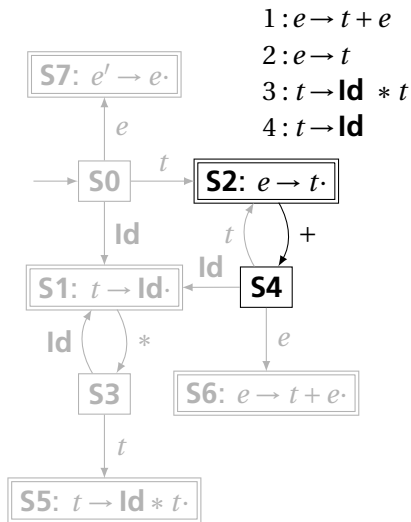 1 : e → t + e
2 : e → t
3 : t → Id * t
4 : t → Id
S7: e′ → e·
e
S0
t
S2: e → t·
Id
t
+
S1: t → Id·
Id
S4
Id
*
e
S3
S6: e → t + e·
t
S5: t → Id * t·